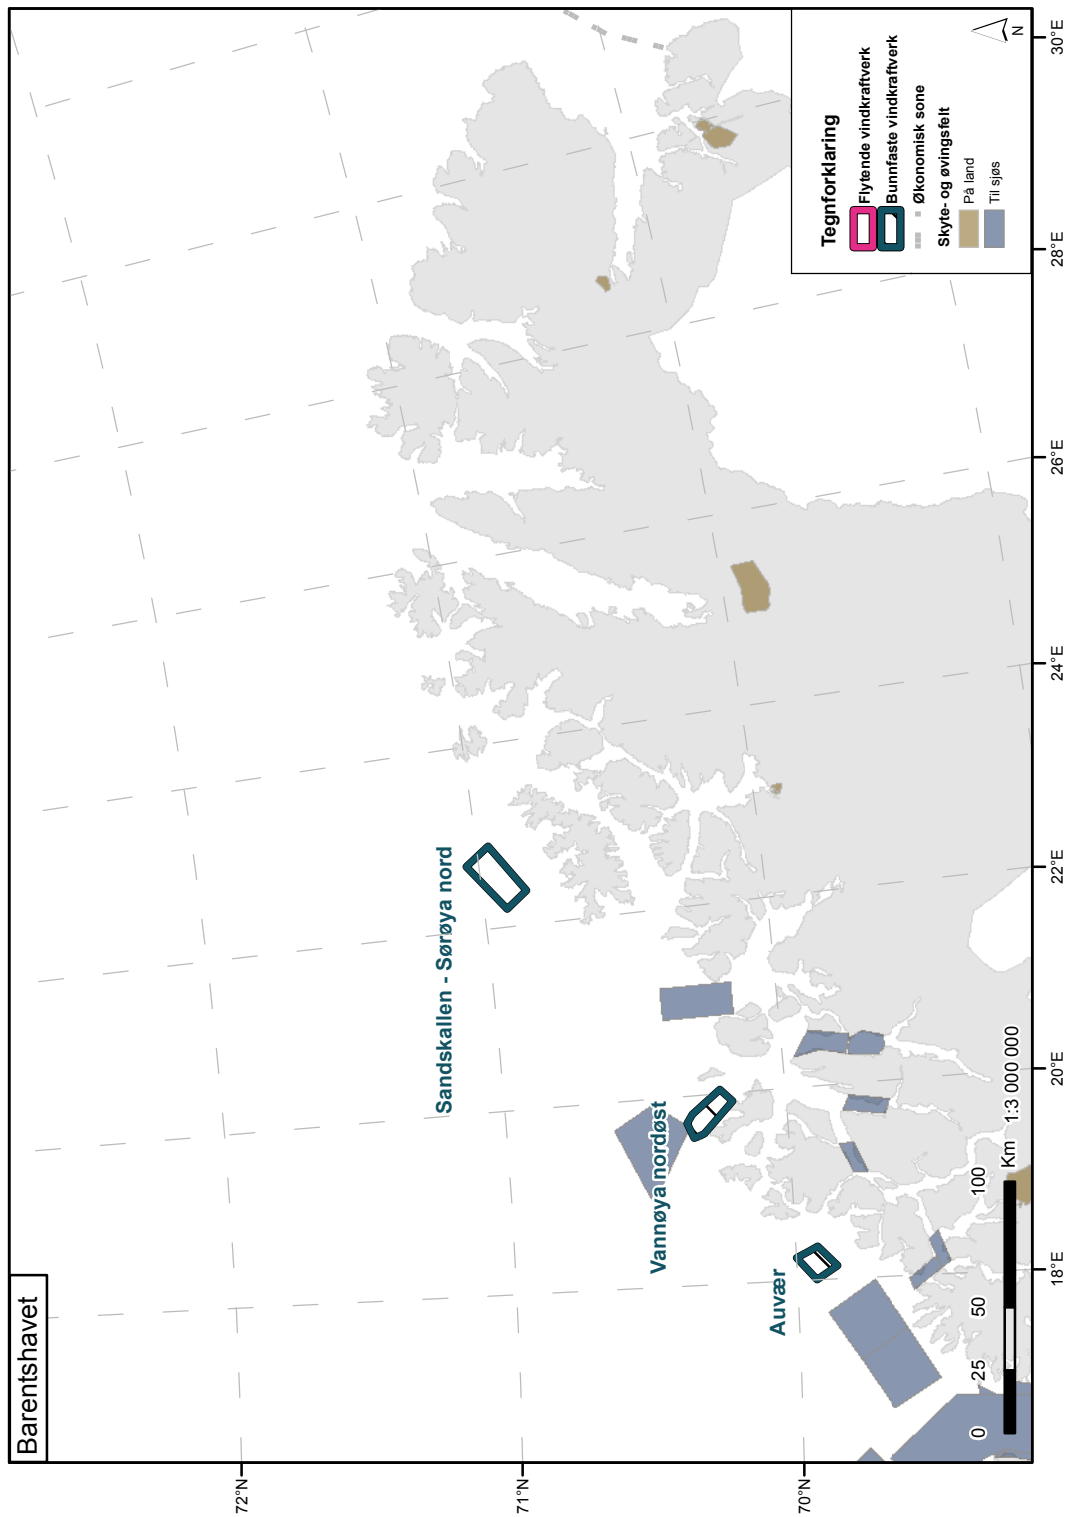 Barentshavet
Sandskallen - Sørøya nord
Vannøya nordøst
Auvær
Tegnforklaring
Flytende vindkraftverk
Bunnfaste vindkraftverk
Økonomisk sone
Skyte- og øvingsfelt
På land
Til sjøs
N
0 25 50 100
Km 1:3 000 000
72°N
71°N
70°N
18°E
20°E
22°E
24°E
26°E
28°E
30°E